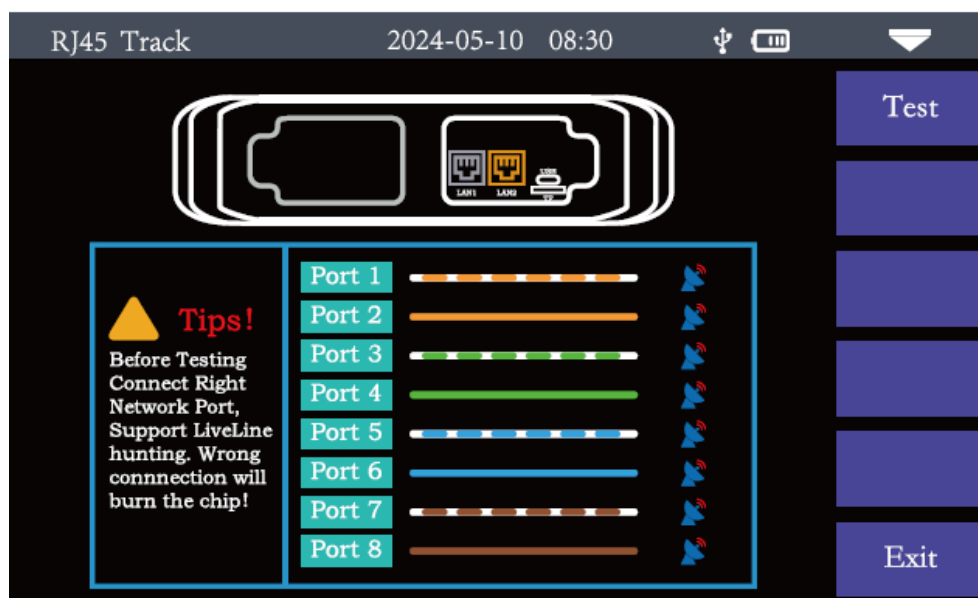 RJ45 Track 2024-05-10 08:30
Test
LAN1 LAN2 USB
Port 1
Port 2
Port 3
Port 4
Port 5
Port 6
Port 7
Port 8
Tips!
Before Testing
Connect Right
Network Port,
Support LiveLine
hunting. Wrong
connnection will
burn the chip!
Exit